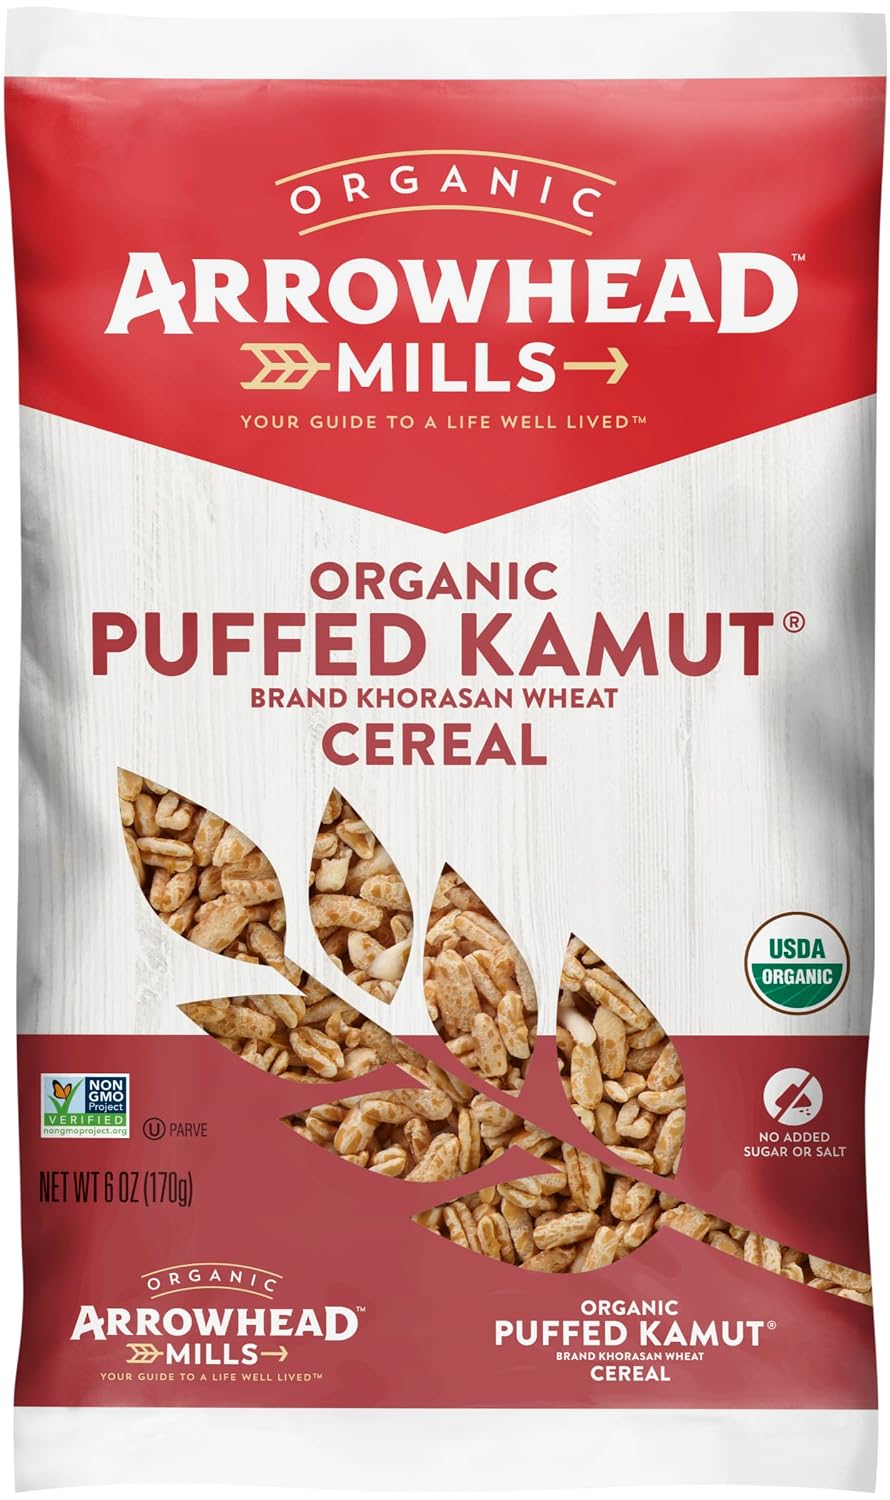 ORGANIC
ARROWHEAD™
MILLS
YOUR GUIDE TO A LIFE WELL LIVED™
ORGANIC
PUFFED KAMUT®
BRAND KHORASAN WHEAT
CEREAL
USDA
ORGANIC
NON
GMO
Project
VERIFIED
nongmoproject.org
U PARVE
NO ADDED
SUGAR OR SALT
NET WT 6 OZ (170g)
ORGANIC
ARROWHEAD™
MILLS
YOUR GUIDE TO A LIFE WELL LIVED™
ORGANIC
PUFFED KAMUT®
BRAND KHORASAN WHEAT
CEREAL